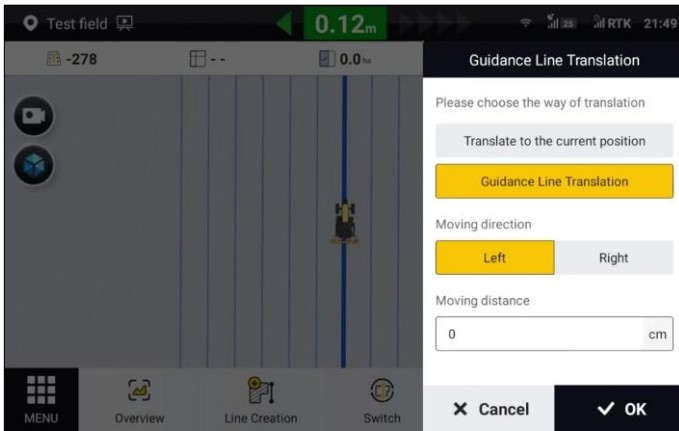 Test field
0.12m
25
RTK 21:49
-278
--
0.0 ha
Guidance Line Translation
Please choose the way of translation
Translate to the current position
Guidance Line Translation
Moving direction
Left Right
Moving distance
0 cm
MENU
Overview
Line Creation
Switch
Cancel
OK